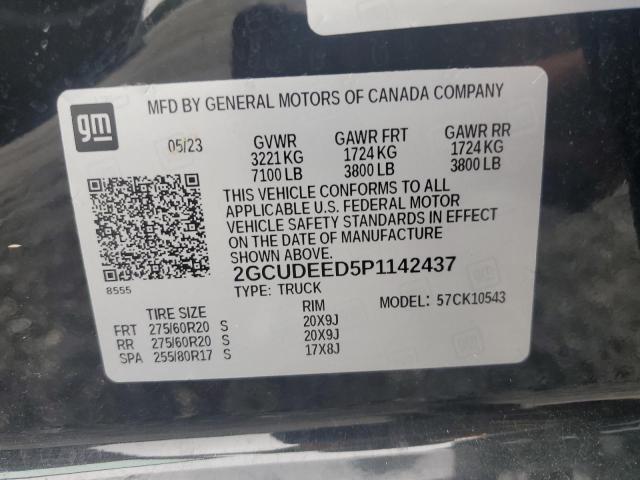 gm
MFD BY GENERAL MOTORS OF CANADA COMPANY
05/23 GVWR GAWR FRT GAWR RR
3221 KG 1724 KG 1724 KG
7100 LB 3800 LB 3800 LB
THIS VEHICLE CONFORMS TO ALL
APPLICABLE U.S. FEDERAL MOTOR
VEHICLE SAFETY STANDARDS IN EFFECT
ON THE DATE OF MANUFACTURE
SHOWN ABOVE.
8555
2GCUDEED5P1142437
TYPE: TRUCK
TIRE SIZE RIM MODEL: 57CK10543
FRT 275/60R20 S 20X9J
RR 275/60R20 S 20X9J
SPA 255/80R17 S 17X8J